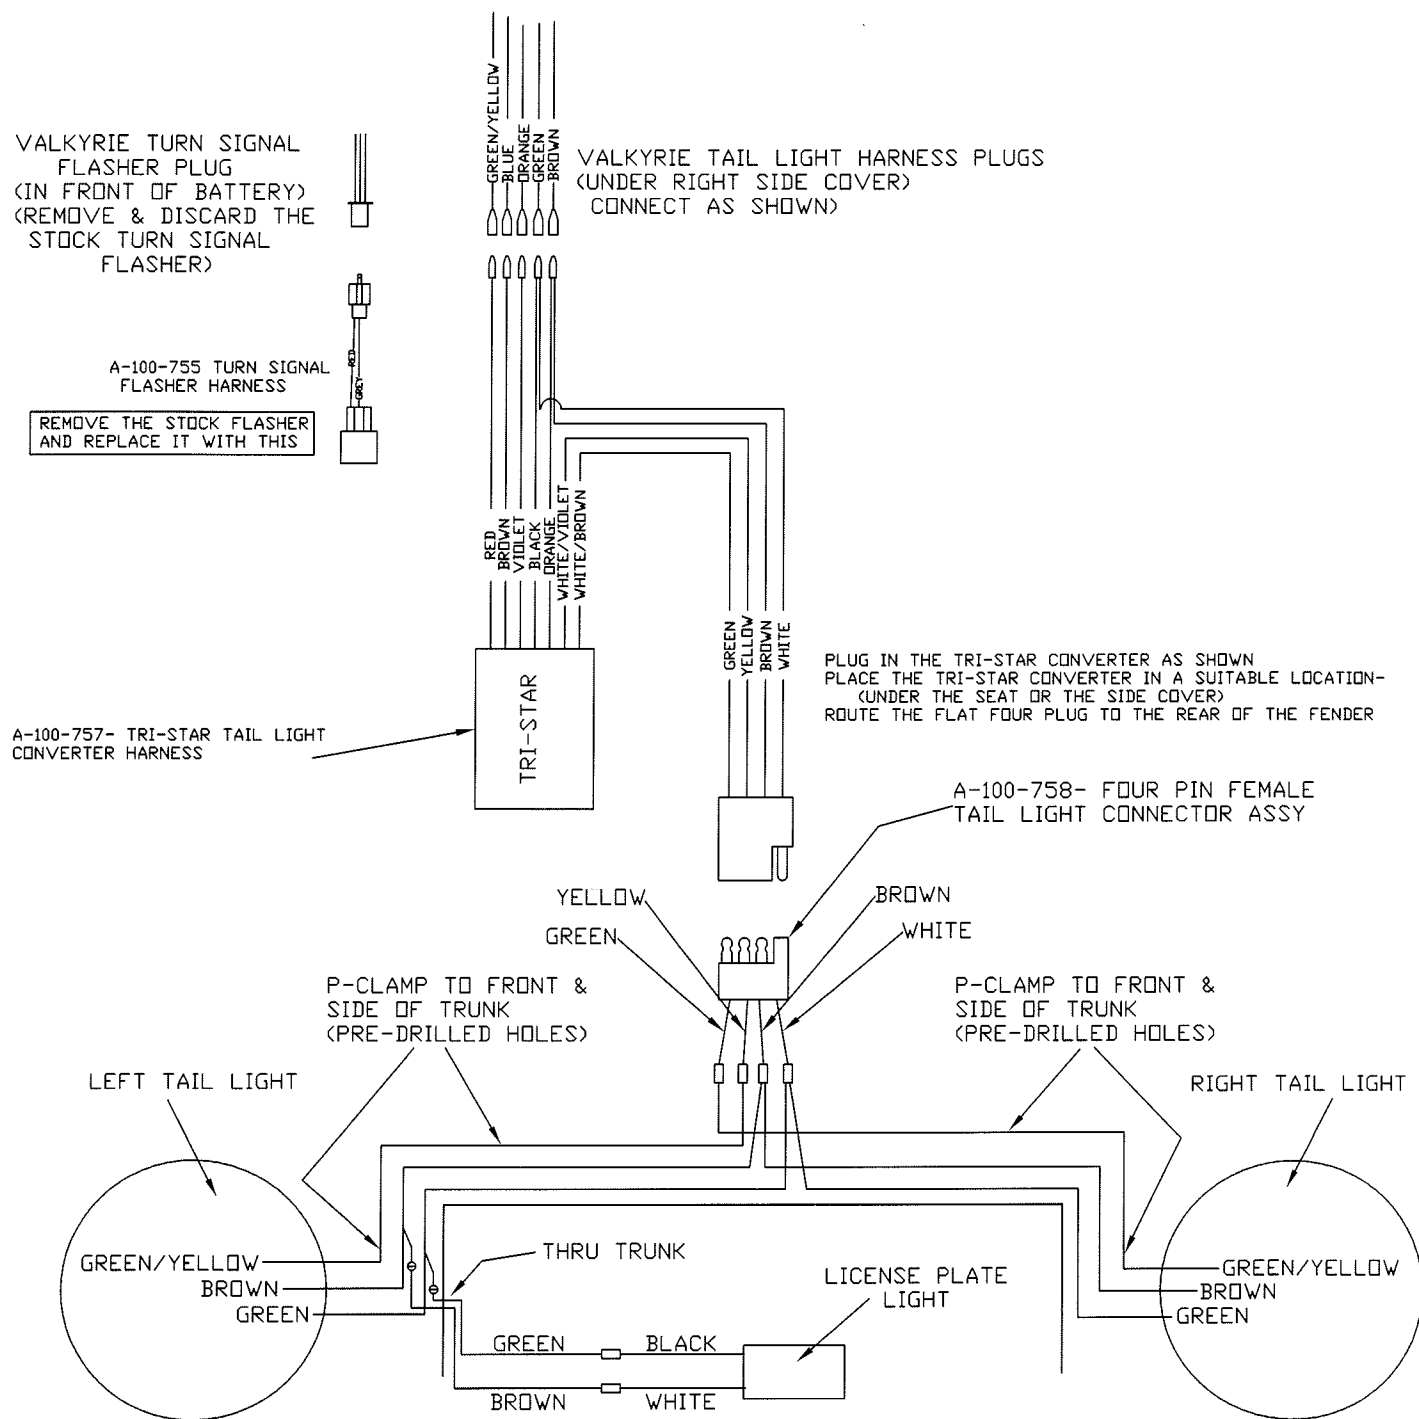 GREEN/YELLOW
BLUE
ORANGE
GREEN
BROWN
VALKYRIE TURN SIGNAL
FLASHER PLUG
(IN FRONT OF BATTERY)
(REMOVE & DISCARD THE
STOCK TURN SIGNAL
FLASHER)
VALKYRIE TAIL LIGHT HARNESS PLUGS
(UNDER RIGHT SIDE COVER)
CONNECT AS SHOWN)
A-100-755 TURN SIGNAL
FLASHER HARNESS
RED
GREY
REMOVE THE STOCK FLASHER
AND REPLACE IT WITH THIS
RED
BROWN
VIOLET
BLACK
ORANGE
WHITE/VIOLET
WHITE/BROWN
GREEN
YELLOW
BROWN
WHITE
PLUG IN THE TRI-STAR CONVERTER AS SHOWN
PLACE THE TRI-STAR CONVERTER IN A SUITABLE LOCATION-
(UNDER THE SEAT OR THE SIDE COVER)
ROUTE THE FLAT FOUR PLUG TO THE REAR OF THE FENDER
A-100-757- TRI-STAR TAIL LIGHT
CONVERTER HARNESS
TRI-STAR
A-100-758- FOUR PIN FEMALE
TAIL LIGHT CONNECTOR ASSY
YELLOW
BROWN
GREEN
WHITE
P-CLAMP TO FRONT &
SIDE OF TRUNK
(PRE-DRILLED HOLES)
P-CLAMP TO FRONT &
SIDE OF TRUNK
(PRE-DRILLED HOLES)
LEFT TAIL LIGHT
RIGHT TAIL LIGHT
GREEN/YELLOW
BROWN
GREEN
THRU TRUNK
LICENSE PLATE
LIGHT
GREEN/YELLOW
BROWN
GREEN
GREEN
BLACK
BROWN
WHITE